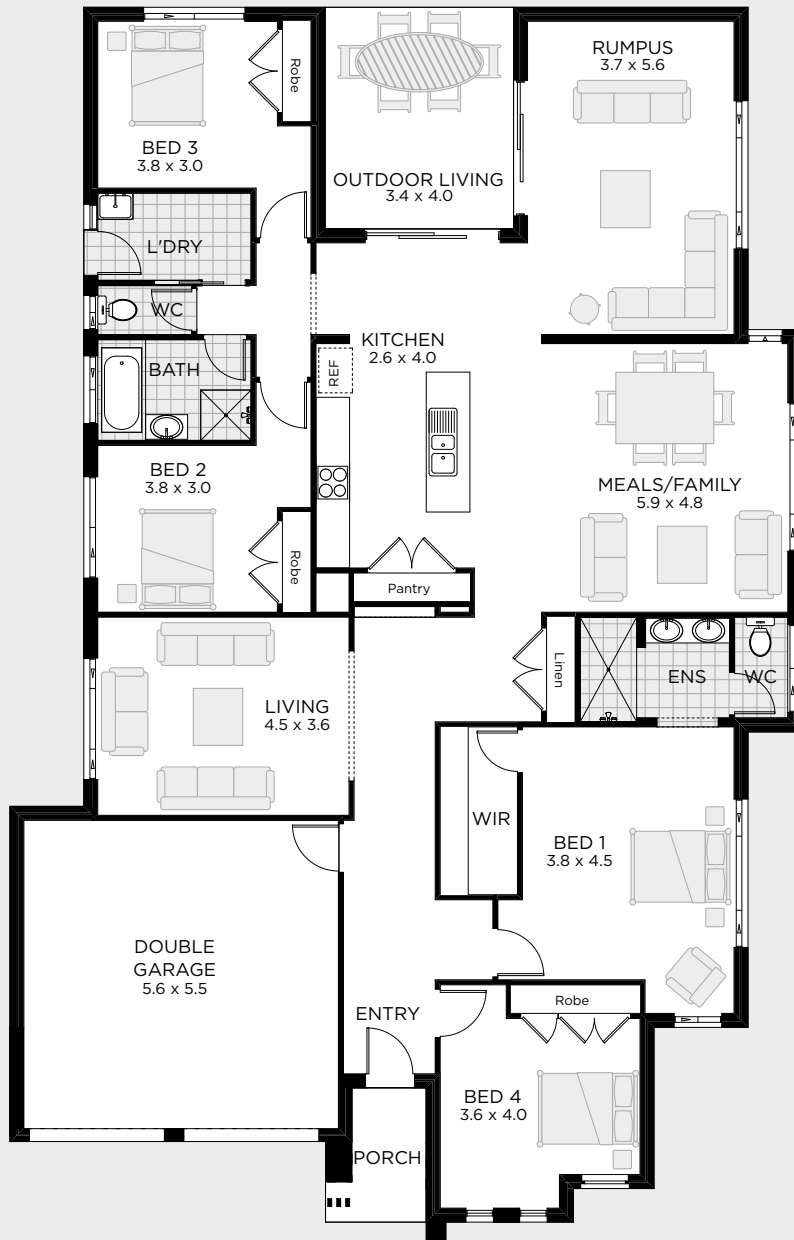 RUMPUS
3.7 x 5.6
Robe
BED 3
3.8 x 3.0
OUTDOOR LIVING
3.4 x 4.0
L'DRY
WC
KITCHEN
2.6 x 4.0
BATH
REF
BED 2
3.8 x 3.0
MEALS/FAMILY
5.9 x 4.8
Robe
Pantry
Linen
ENS
WC
LIVING
4.5 x 3.6
WIR
BED 1
3.8 x 4.5
DOUBLE
GARAGE
5.6 x 5.5
Robe
ENTRY
BED 4
3.6 x 4.0
PORCH